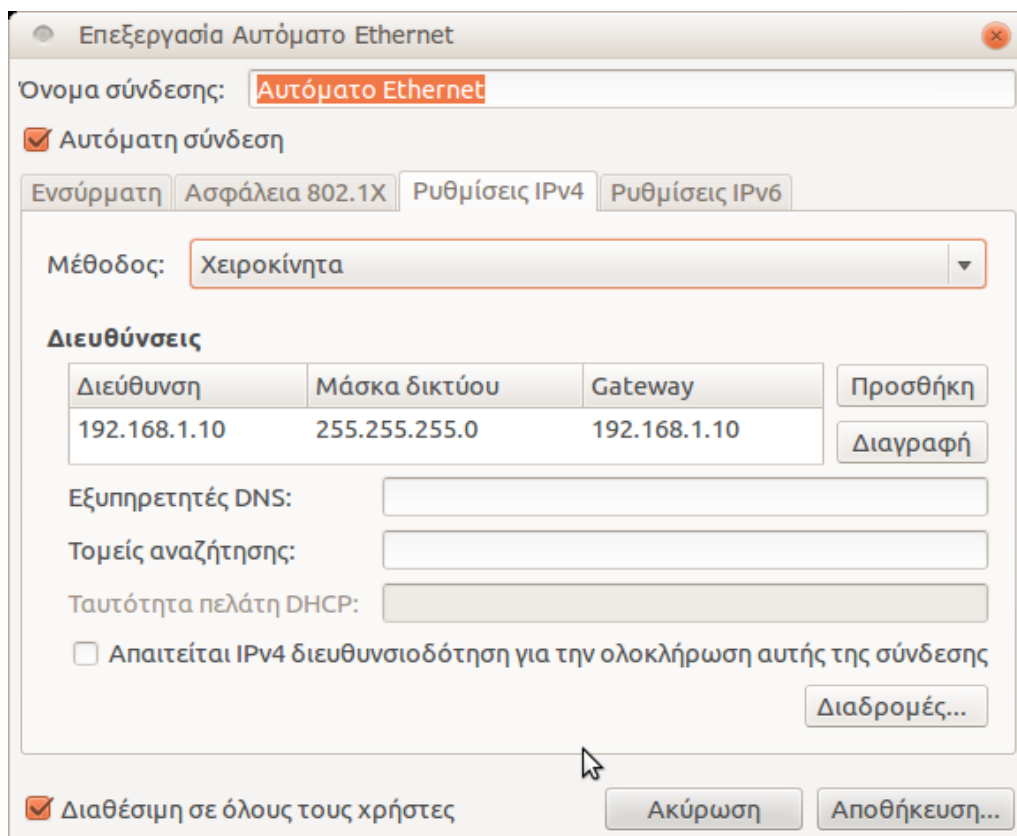 Επεξεργασία Αυτόματο Ethernet
Όνομα σύνδεσης: Αυτόματο Ethernet
Αυτόματη σύνδεση
Ενσύρματη Ασφάλεια 802.1X Ρυθμίσεις IPv4 Ρυθμίσεις IPv6
Μέθοδος: Χειροκίνητα
Διευθύνσεις
Διεύθυνση Μάσκα δικτύου Gateway Προσθήκη
192.168.1.10 255.255.255.0 192.168.1.10 Διαγραφή
Εξυπηρετητές DNS:
Τομείς αναζήτησης:
Ταυτότητα πελάτη DHCP:
Απαιτείται IPv4 διευθυνσιοδότηση για την ολοκλήρωση αυτής της σύνδεσης
Διαδρομές...
Διαθέσιμη σε όλους τους χρήστες Ακύρωση Αποθήκευση...